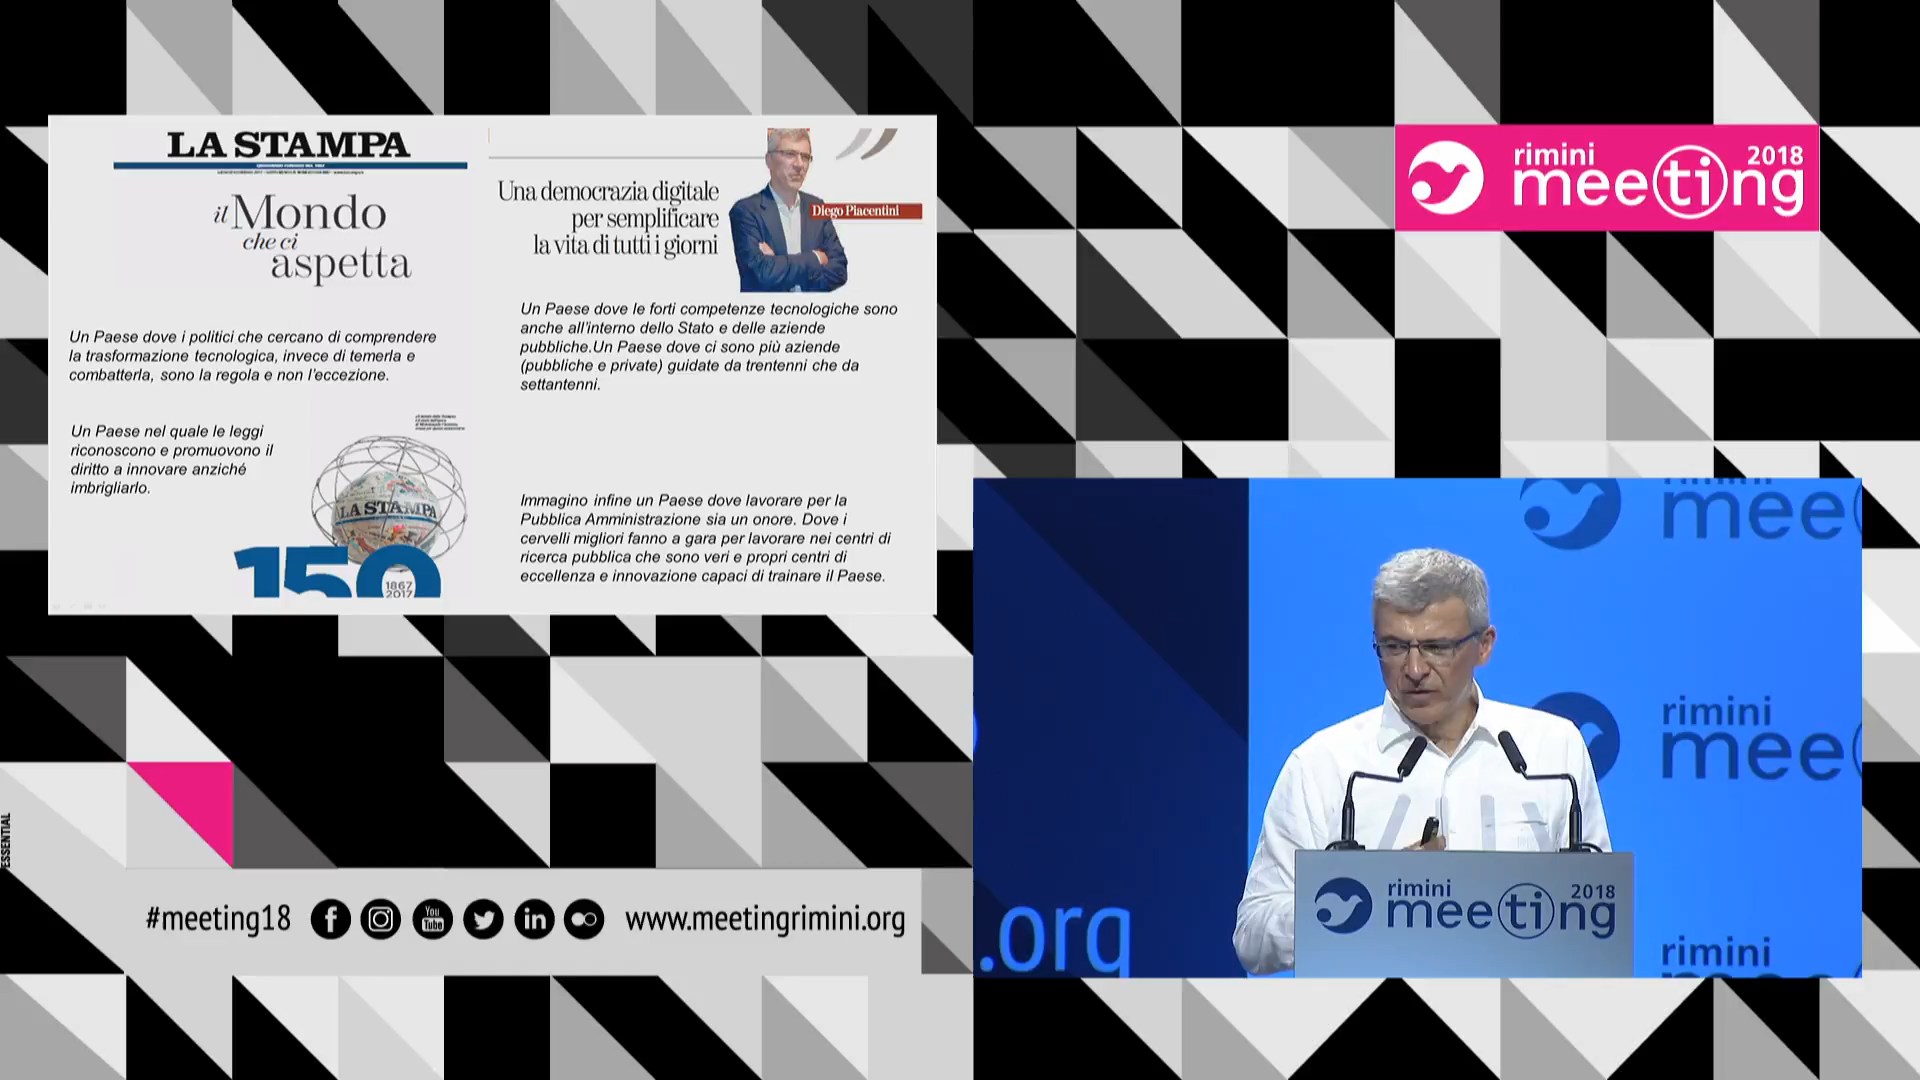 LA STAMPA
il Mondo
che ci
aspetta
Un Paese dove i politici che cercano di comprendere
la trasformazione tecnologica, invece di temerla e
combatterla, sono la regola e non l'eccezione.
Un Paese nel quale le leggi
riconoscono e promuovono il
diritto a innovare anziché
imbrigliarlo.
LA STAMPA
150
1867
2017
Una democrazia digitale
per semplificare
la vita di tutti i giorni
Diego Piacentini
Un Paese dove le forti competenze tecnologiche sono
anche all'interno dello Stato e delle aziende
pubbliche.Un Paese dove ci sono più aziende
(pubbliche e private) guidate da trentenni che da
settantenni.
Immagino infine un Paese dove lavorare per la
Pubblica Amministrazione sia un onore. Dove i
cervelli migliori fanno a gara per lavorare nei centri di
ricerca pubblica che sono veri e propri centri di
eccellenza e innovazione capaci di trainare il Paese.
rimini
meeting 2018
rimini
mee
rimini
mee
rimini
.org
rimini
meeting 2018
ESSENTIAL
#meeting18
You
Tube
in
www.meetingrimini.org